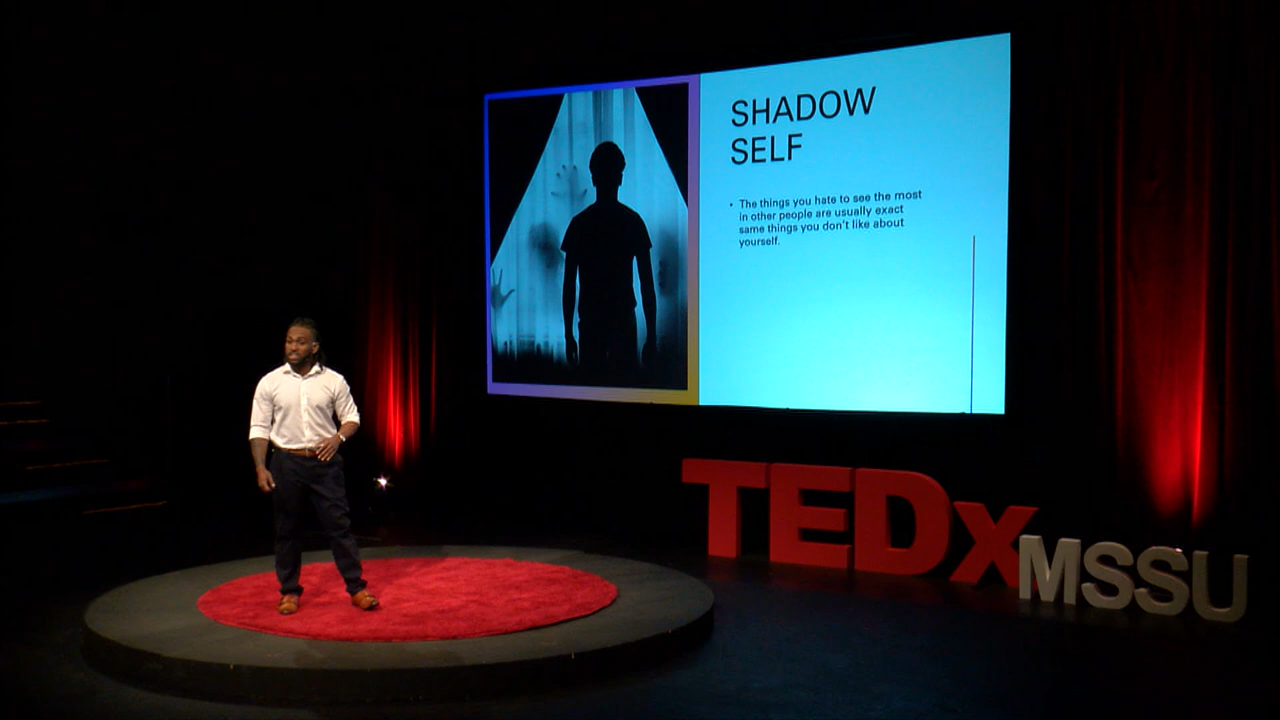 SHADOW
SELF
• The things you hate to see the most
in other people are usually exact
same things you don't like about
yourself.
TEDx
MSSU